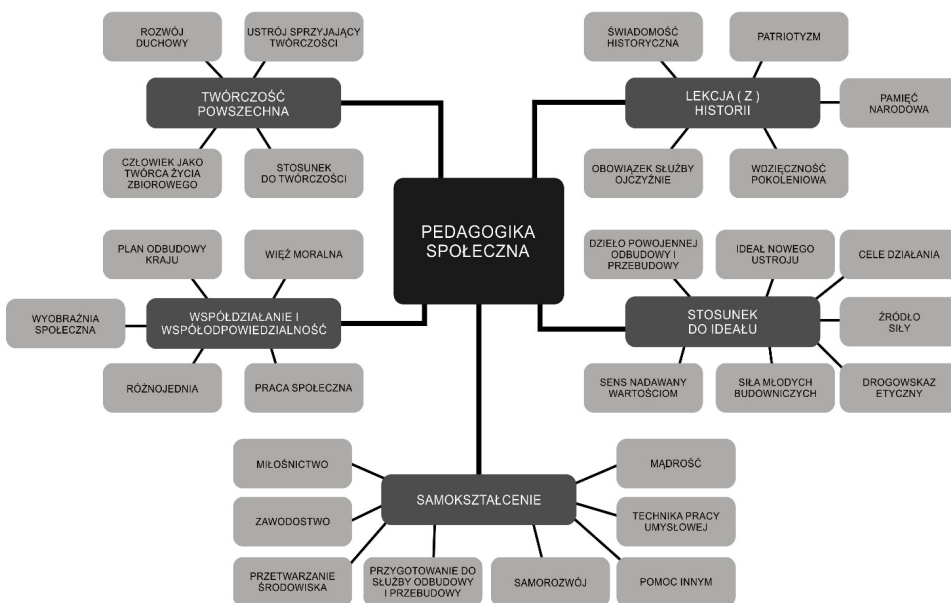 ROZWÓJ
DUCHOWY
USTRÓJ SPRZYJAJĄCY
TWÓRCZOŚCI
TWÓRCZOŚĆ
POWSZECHNA
CZŁOWIEK JAKO
TWÓRCA ŻYCIA
ZBIOROWEGO
STOSUNEK
DO TWÓRCZOŚCI
ŚWIADOMOŚĆ
HISTORYCZNA
PATRIOTYZM
LEKCJA ( Z )
HISTORII
PAMIĘĆ
NARODOWA
OBOWIĄZEK SŁUŻBY
OJCZYŹNIE
WDZIĘCZNOŚĆ
POKOLENIOWA
PEDAGOGIKA
SPOŁECZNA
PLAN ODBUDOWY
KRAJU
WIĘŹ MORALNA
WYOBRAŹNIA
SPOŁECZNA
WSPÓŁDZIAŁANIE I
WSPÓŁODPOWIEDZIALNOŚĆ
RÓŻNOJEDNIA
PRACA SPOŁECZNA
DZIEŁO POWOJENNEJ
ODBUDOWY I
PRZEBUDOWY
IDEAŁ NOWEGO
USTROJU
CELE DZIAŁANIA
STOSUNEK
DO IDEAŁU
ŹRÓDŁO
SIŁY
SENS NADAWANY
WARTOŚCIOM
SIŁA MŁODYCH
BUDOWNICZYCH
DROGOWSKAZ
ETYCZNY
MIŁOŚNICTWO
MĄDROŚĆ
SAMOKSZTAŁCENIE
ZAWODOSTWO
TECHNIKA PRACY
UMYSŁOWEJ
PRZETWARZANIE
ŚRODOWISKA
PRZYGOTOWANIE DO
SŁUŻBY ODBUDOWY
I PRZEBUDOWY
SAMOROZWÓJ
POMOC INNYM